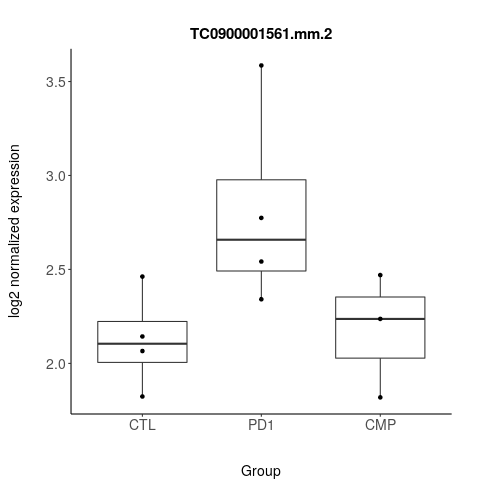 TC0900001561.mm.2
log2 normalized expression
3.5
3.0
2.5
2.0
CTL PD1 CMP
Group